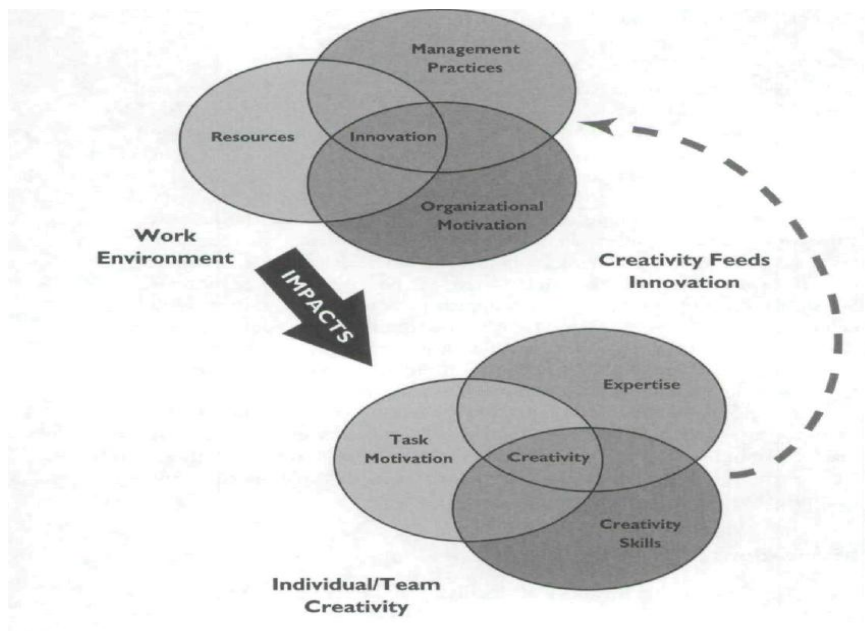 Management
Practices
Resources
Innovation
Organizational
Motivation
Work
Environment
IMPACTS
Creativity Feeds
Innovation
Expertise
Task
Motivation
Creativity
Creativity
Skills
Individual/Team
Creativity